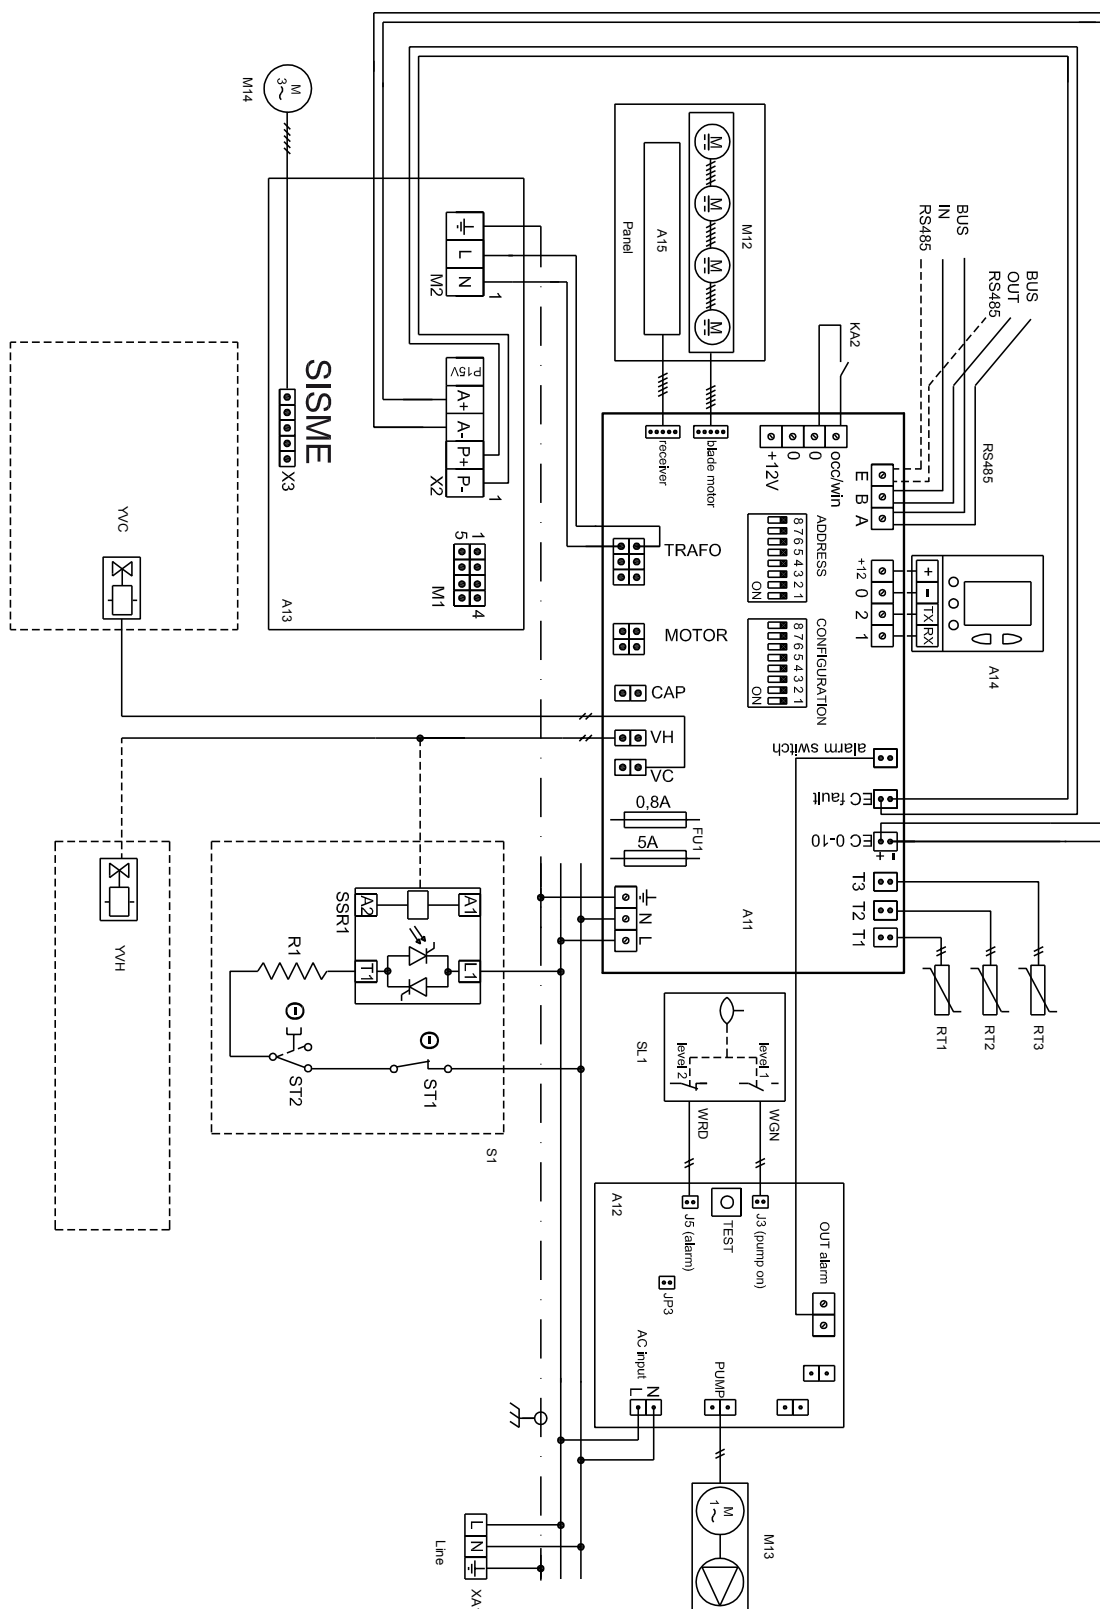 M14
M
3~
M12
M
M
M
M
A15
Panel
BUS
IN
RS485
BUS
OUT
RS485
RS485
KA2
M2
L
N
1
P15V
A+
A-
P+
P-
X2
1
SISME
X3
1
5
M1
4
A13
receiver
blade motor
+12V
0
0
occ/win
E
B
A
ADDRESS
8 7 6 5 4 3 2 1
ON
CONFIGURATION
8 7 6 5 4 3 2 1
ON
+12
0
2
1
+
-
TX
RX
A14
TRAFO
MOTOR
CAP
VH
VC
0,8A
5A
FU1
N
L
A11
alarm switch
EC fault
EC 0-10
+ -
T3
T2
T1
RT1
RT2
RT3
YVC
YVH
SSR1
A2
A1
T1
L1
R1
ST2
ST1
S1
SL1
level 2
level 1
WRD
WGN
A12
J5 (alarm)
TEST
J3 (pump on)
JP3
OUT alarm
AC input
L
N
PUMP
M
1~
M13
L
N
Line
XA